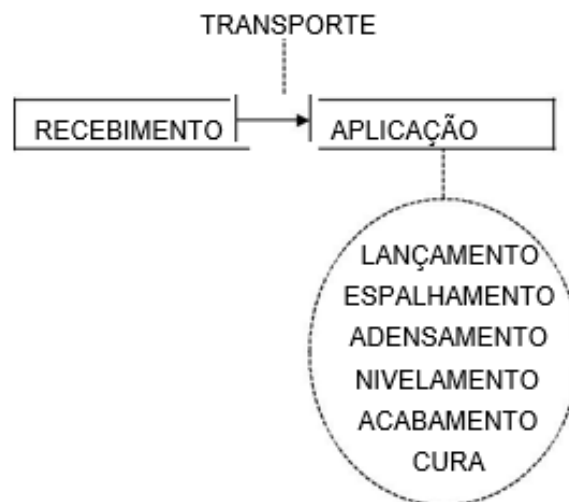 TRANSPORTE
RECEBIMENTO
APLICAÇÃO
LANÇAMENTO
ESPALHAMENTO
ADENSAMENTO
NIVELAMENTO
ACABAMENTO
CURA